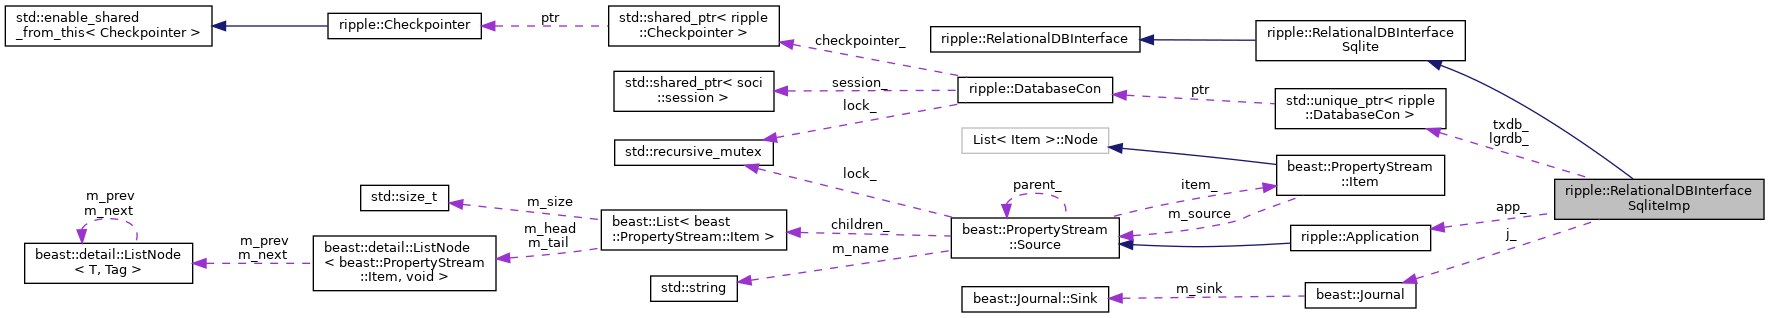 std::enable_shared
_from_this< Checkpointer >
ripple::Checkpointer
ptr
std::shared_ptr< ripple
::Checkpointer >
checkpointer_
ripple::RelationalDBInterface
ripple::RelationalDBInterface
Sqlite
std::shared_ptr< soci
::session >
session_
ripple::DatabaseCon
ptr
std::unique_ptr< ripple
::DatabaseCon >
lock_
txdb_
lgrdb_
std::recursive_mutex
List< Item >::Node
beast::PropertyStream
::Item
lock_
parent_
item_
m_source
ripple::RelationalDBInterface
SqliteImp
m_prev
m_next
std::size_t
m_size
beast::List< beast
::PropertyStream::Item >
children_
beast::PropertyStream
::Source
app_
ripple::Application
j_
beast::detail::ListNode
< T, Tag >
m_prev
m_next
beast::detail::ListNode
< beast::PropertyStream
::Item, void >
m_head
m_tail
m_name
std::string
beast::Journal::Sink
m_sink
beast::Journal